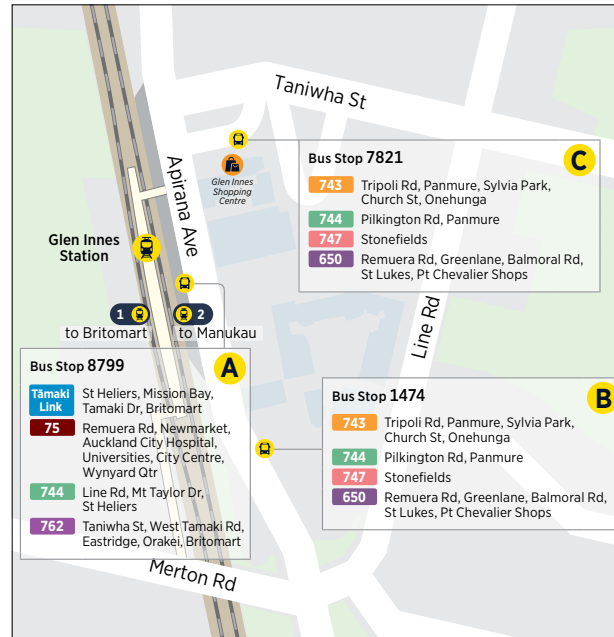 Taniwha St
Apirana Ave
Glen Innes
Shopping
Centre
Bus Stop 7821
C
743 Tripoli Rd, Panmure, Sylvia Park,
Church St, Onehunga
744 Pilkington Rd, Panmure
747 Stonefields
650 Remuera Rd, Greenlane, Balmoral Rd,
St Lukes, Pt Chevalier Shops
Glen Innes
Station
Line Rd
1
2
to Britomart
to Manukau
Bus Stop 8799
A
Tāmaki
Link
St Heliers, Mission Bay,
Tamaki Dr, Britomart
75 Remuera Rd, Newmarket,
Auckland City Hospital,
Universities, City Centre,
Wynyard Qtr
744 Line Rd, Mt Taylor Dr,
St Heliers
762 Taniwha St, West Tamaki Rd,
Eastridge, Orakei, Britomart
Bus Stop 1474
B
743 Tripoli Rd, Panmure, Sylvia Park,
Church St, Onehunga
744 Pilkington Rd, Panmure
747 Stonefields
650 Remuera Rd, Greenlane, Balmoral Rd,
St Lukes, Pt Chevalier Shops
Merton Rd